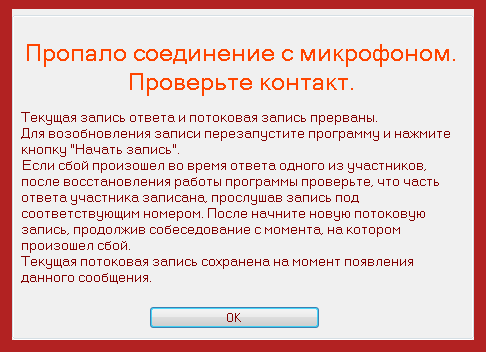 Пропало соединение с микрофоном.
Проверьте контакт.
Текущая запись ответа и потоковая запись прерваны.
Для возобновления записи перезапустите программу и нажмите
кнопку "Начать запись".
Если сбой произошел во время ответа одного из участников,
после восстановления работы программы проверьте, что часть
ответа участника записана, прослушав запись под
соответствующим номером. После начните новую потоковую
запись, продолжив собеседование с момента, на котором
произошел сбой.
Текущая потоковая запись сохранена на момент появления
данного сообщения.
ОК